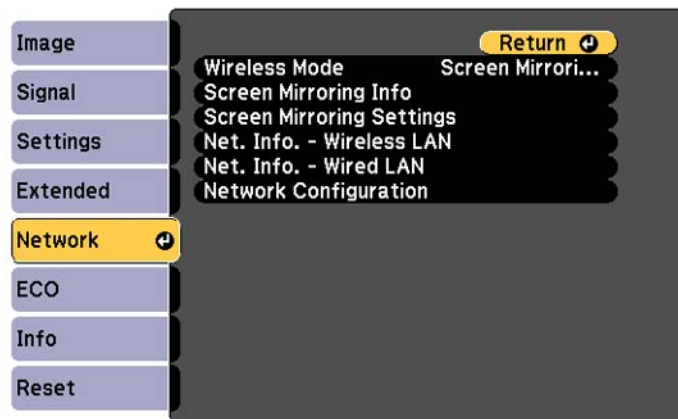 Image
Signal
Settings
Extended
Network
ECO
Info
Reset
Return
Wireless Mode Screen Mirrori...
Screen Mirroring Info
Screen Mirroring Settings
Net. Info. - Wireless LAN
Net. Info. - Wired LAN
Network Configuration